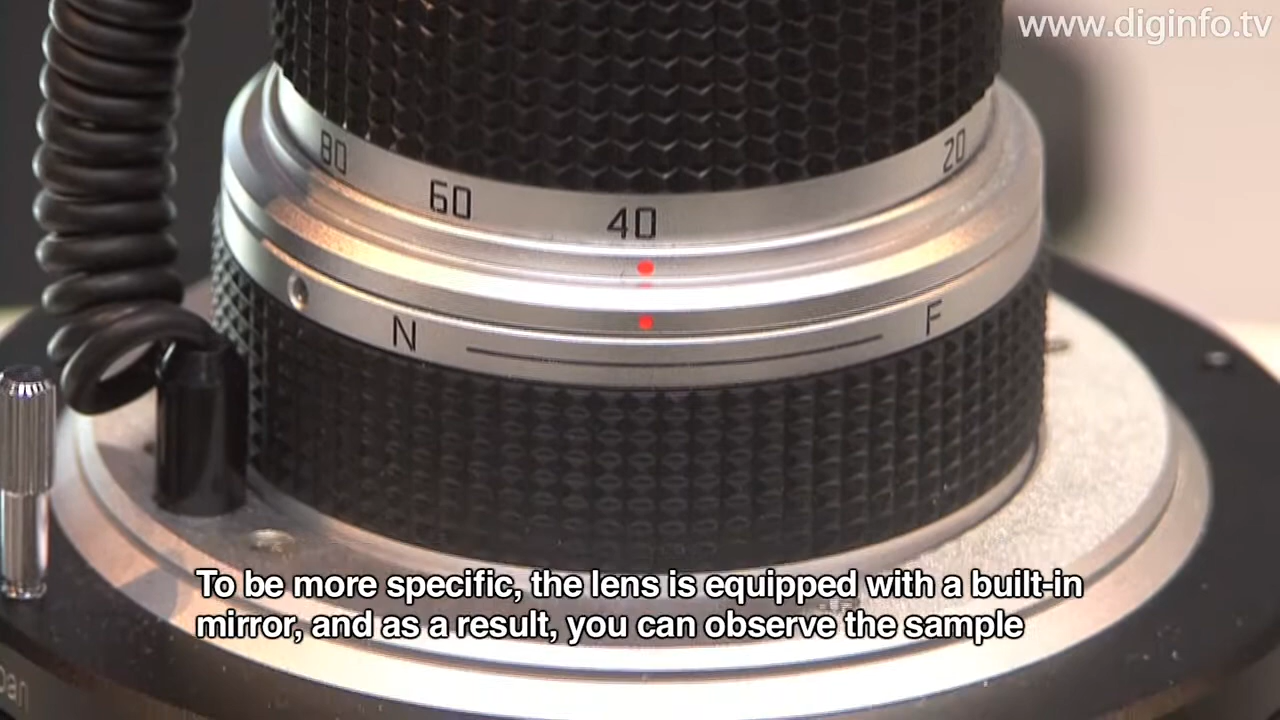 www.diginfo.tv
80
60
40
20
N
F
To be more specific, the lens is equipped with a built-in
mirror, and as a result, you can observe the sample